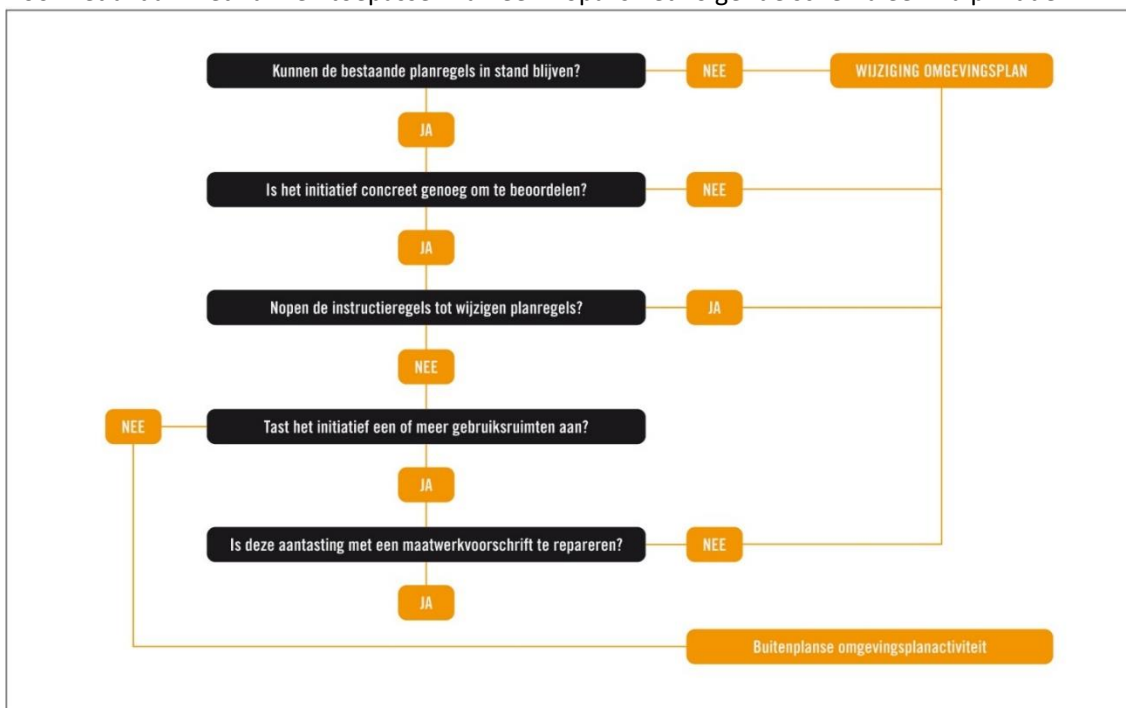 Kunnen de bestaande planregels in stand blijven?
NEE
WIJZIGING OMGEVINGSPLAN
JA
Is het initiatief concreet genoeg om te beoordelen?
NEE
JA
Nopen de instructieregels tot wijzigen planregels?
JA
NEE
NEE
Tast het initiatief een of meer gebruiksruimten aan?
JA
Is deze aantasting met een maatwerkvoorschrift te repareren?
NEE
JA
Buitenplanse omgevingsplanactiviteit